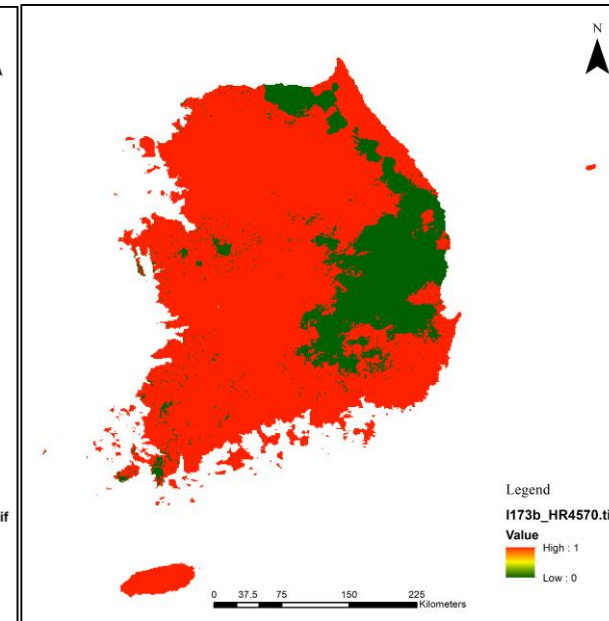 N
if
Legend
I173b_HR4570.ti
Value
High : 1
Low : 0
0 37.5 75 150 225
Kilometers